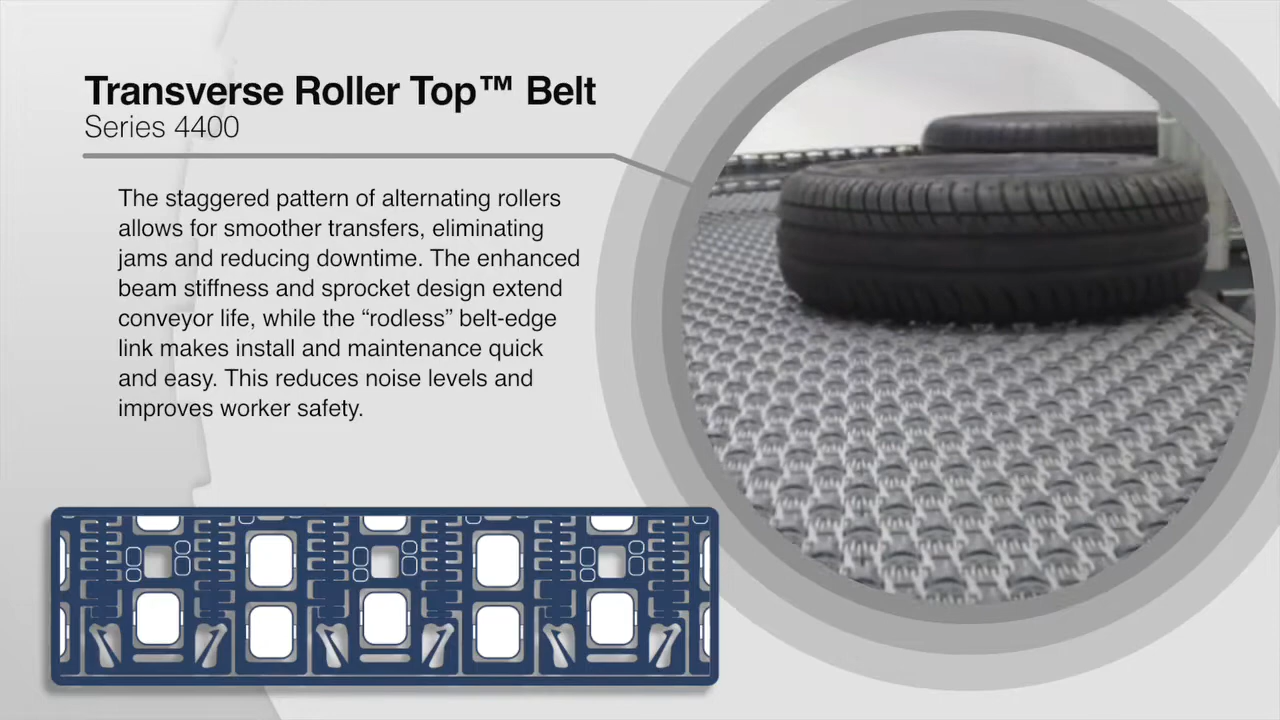 Transverse Roller Top™ Belt
Series 4400
The staggered pattern of alternating rollers
allows for smoother transfers, eliminating
jams and reducing downtime. The enhanced
beam stiffness and sprocket design extend
conveyor life, while the “rodless” belt-edge
link makes install and maintenance quick
and easy. This reduces noise levels and
improves worker safety.